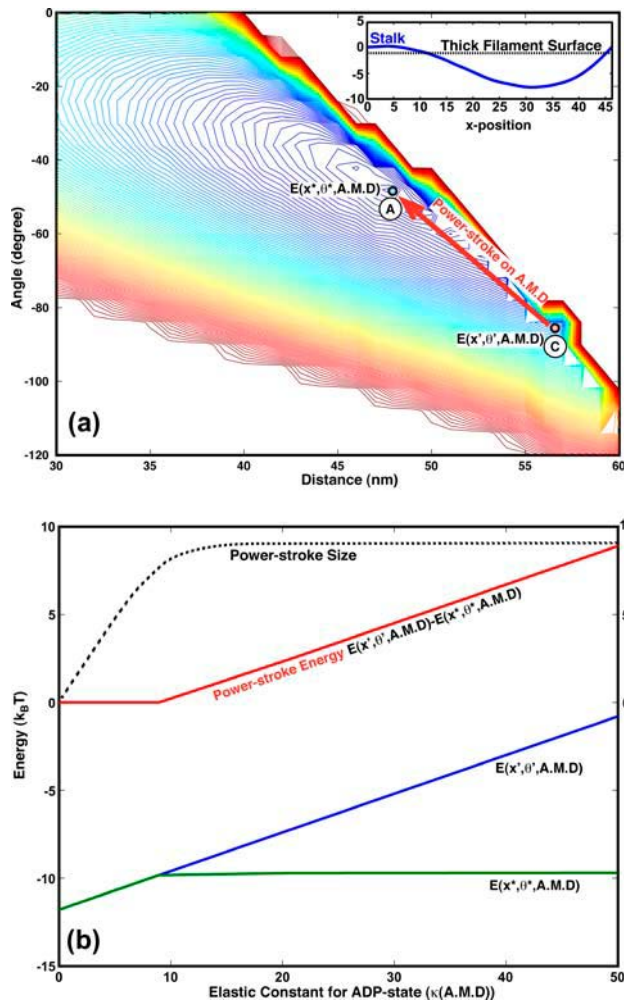 0
-20
-40
-60
-80
-100
-120
Angle (degree)
30
35
40
45
50
55
60
Distance (nm)
Stalk
Thick Filament Surface
5
0
-5
-10
0
5
10
15
20
25
30
35
40
45
x-position
E(x*,θ*,A.M.D)
A
Power-stroke on A.M.D
E(x',θ',A.M.D)
C
(a)
10
5
0
-5
-10
-15
Energy (kBT)
Power-stroke Size
Power-stroke Energy E(x',θ',A.M.D)-E(x*,θ*,A.M.D)
E(x',θ',A.M.D)
E(x*,θ*,A.M.D)
(b)
0
10
20
30
40
50
Elastic Constant for ADP-state (κ(A.M.D))